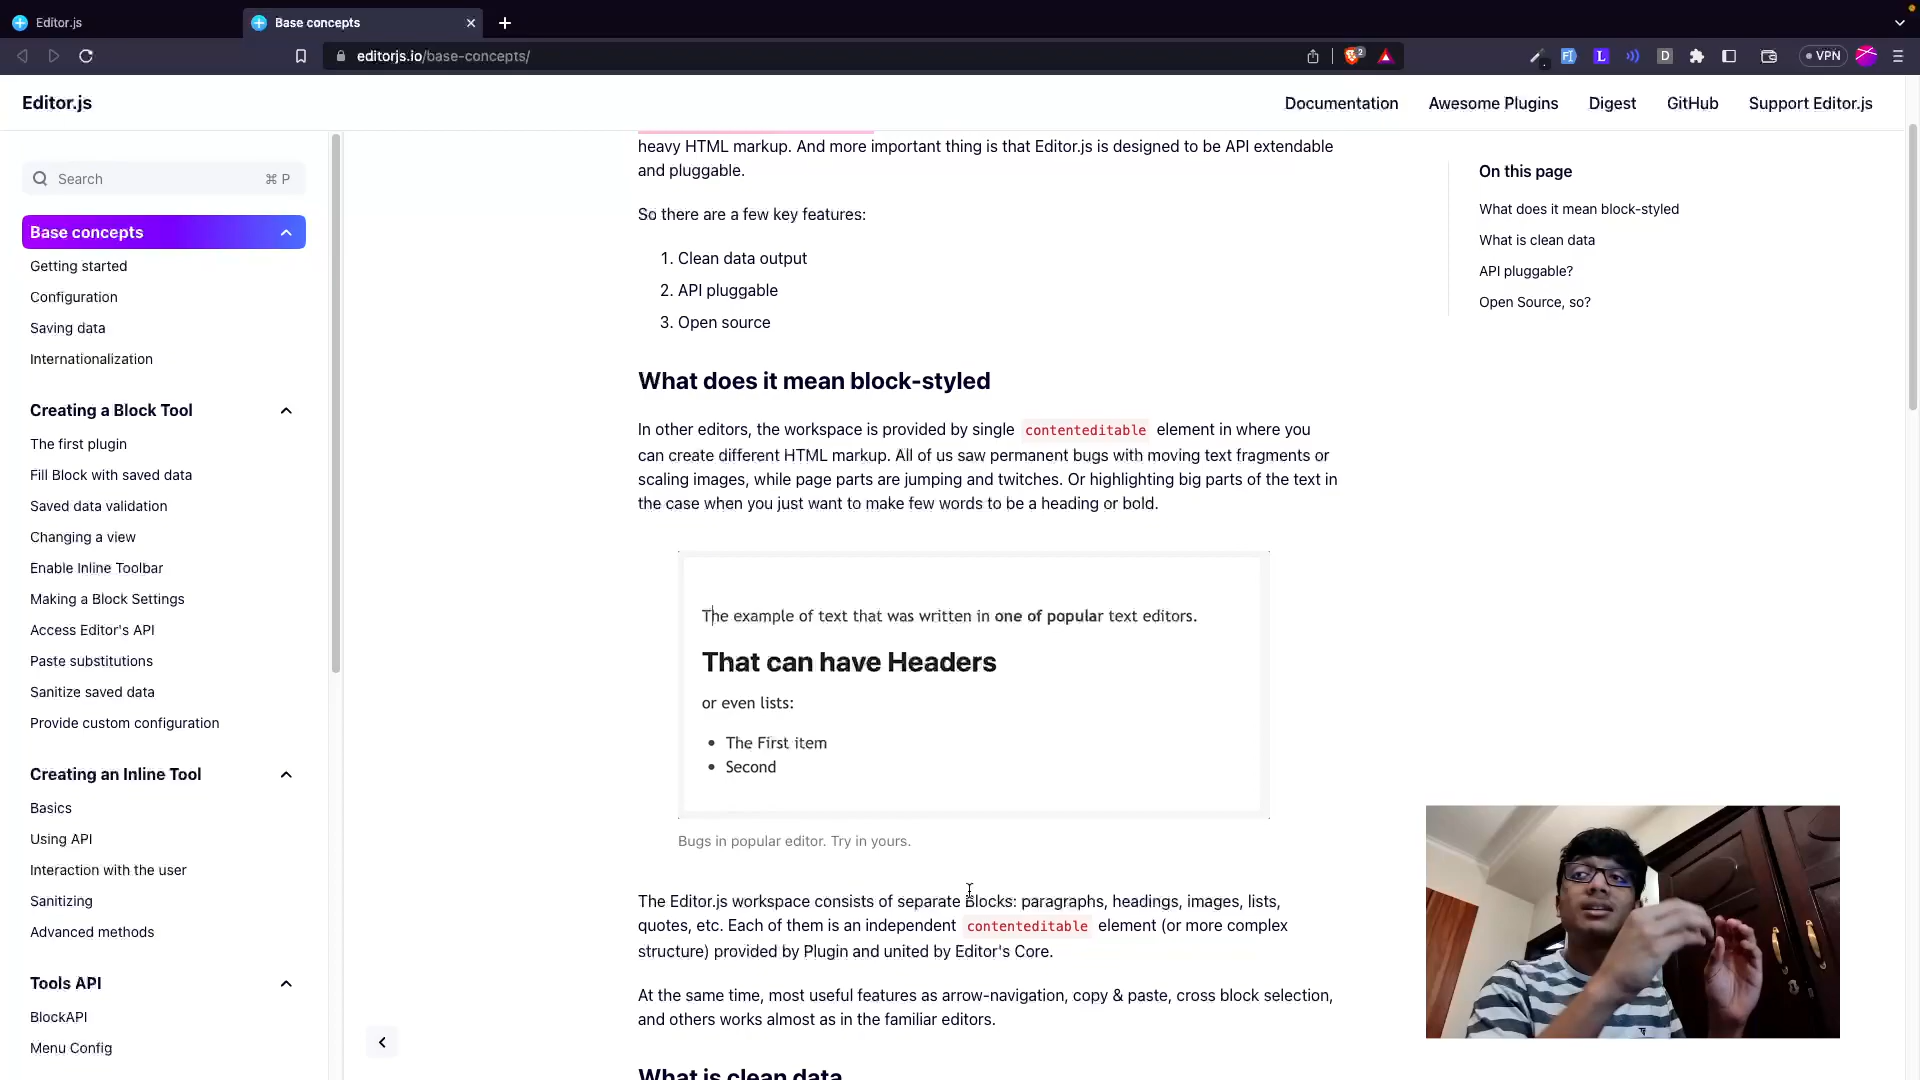 Editor.js
Base concepts
editorjs.io/base-concepts/
2
L
D
VPN
Editor.js
Documentation
Awesome Plugins
Digest
GitHub
Support Editor.js
Search
⌘ P
Base concepts
Getting started
Configuration
Saving data
Internationalization
Creating a Block Tool
The first plugin
Fill Block with saved data
Saved data validation
Changing a view
Enable Inline Toolbar
Making a Block Settings
Access Editor's API
Paste substitutions
Sanitize saved data
Provide custom configuration
Creating an Inline Tool
Basics
Using API
Interaction with the user
Sanitizing
Advanced methods
Tools API
BlockAPI
Menu Config
heavy HTML markup. And more important thing is that Editor.js is designed to be API extendable
and pluggable.
So there are a few key features:
1. Clean data output
2. API pluggable
3. Open source
What does it mean block-styled
In other editors, the workspace is provided by single contenteditable element in where you
can create different HTML markup. All of us saw permanent bugs with moving text fragments or
scaling images, while page parts are jumping and twitches. Or highlighting big parts of the text in
the case when you just want to make few words to be a heading or bold.
The example of text that was written in one of popular text editors.
That can have Headers
or even lists:
• The First item
• Second
Bugs in popular editor. Try in yours.
The Editor.js workspace consists of separate Blocks: paragraphs, headings, images, lists,
quotes, etc. Each of them is an independent contenteditable element (or more complex
structure) provided by Plugin and united by Editor's Core.
At the same time, most useful features as arrow-navigation, copy & paste, cross block selection,
and others works almost as in the familiar editors.
What is clean data
On this page
What does it mean block-styled
What is clean data
API pluggable?
Open Source, so?